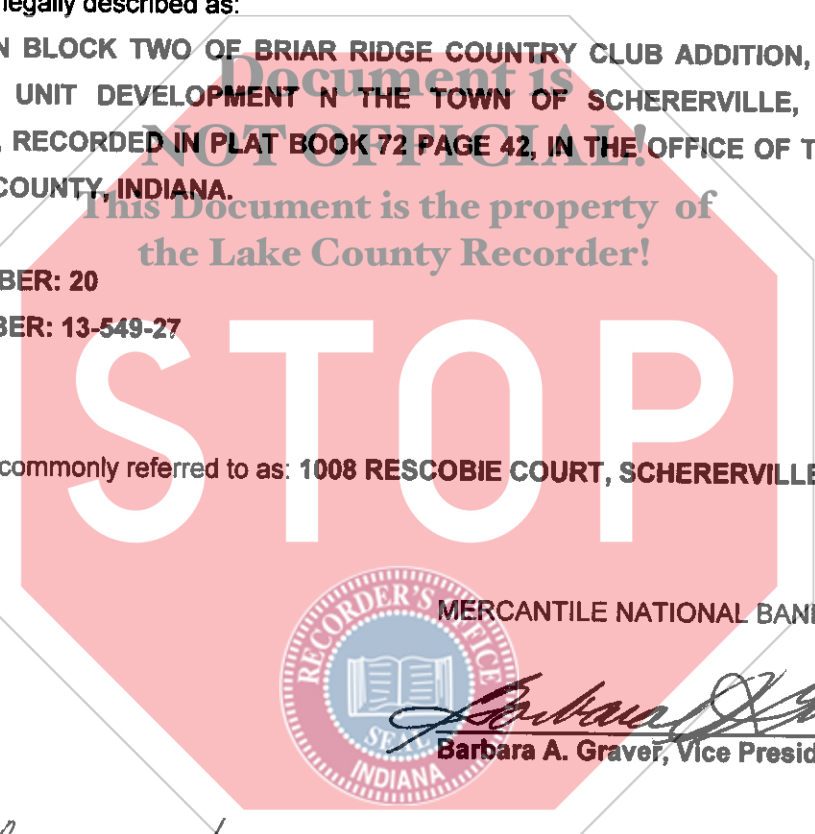 legally described as:
N BLOCK TWO OF BRIAR RIDGE COUNTRY CLUB ADDITION,
UNIT DEVELOPMENT N THE TOWN OF SCHERERVILLE,
RECORDED IN PLAT BOOK 72 PAGE 42, IN THE OFFICE OF T
COUNTY, INDIANA.
Document is
NOT OFFICIAL!
This Document is the property of
the Lake County Recorder!
BER: 20
BER: 13-549-27
STOP
commonly referred to as: 1008 RESCOBIE COURT, SCHERERVILLE
MERCANTILE NATIONAL BAN
RECORDER'S OFFICE
SEAL
INDIANA
Barbara A. Graver, Vice Presid